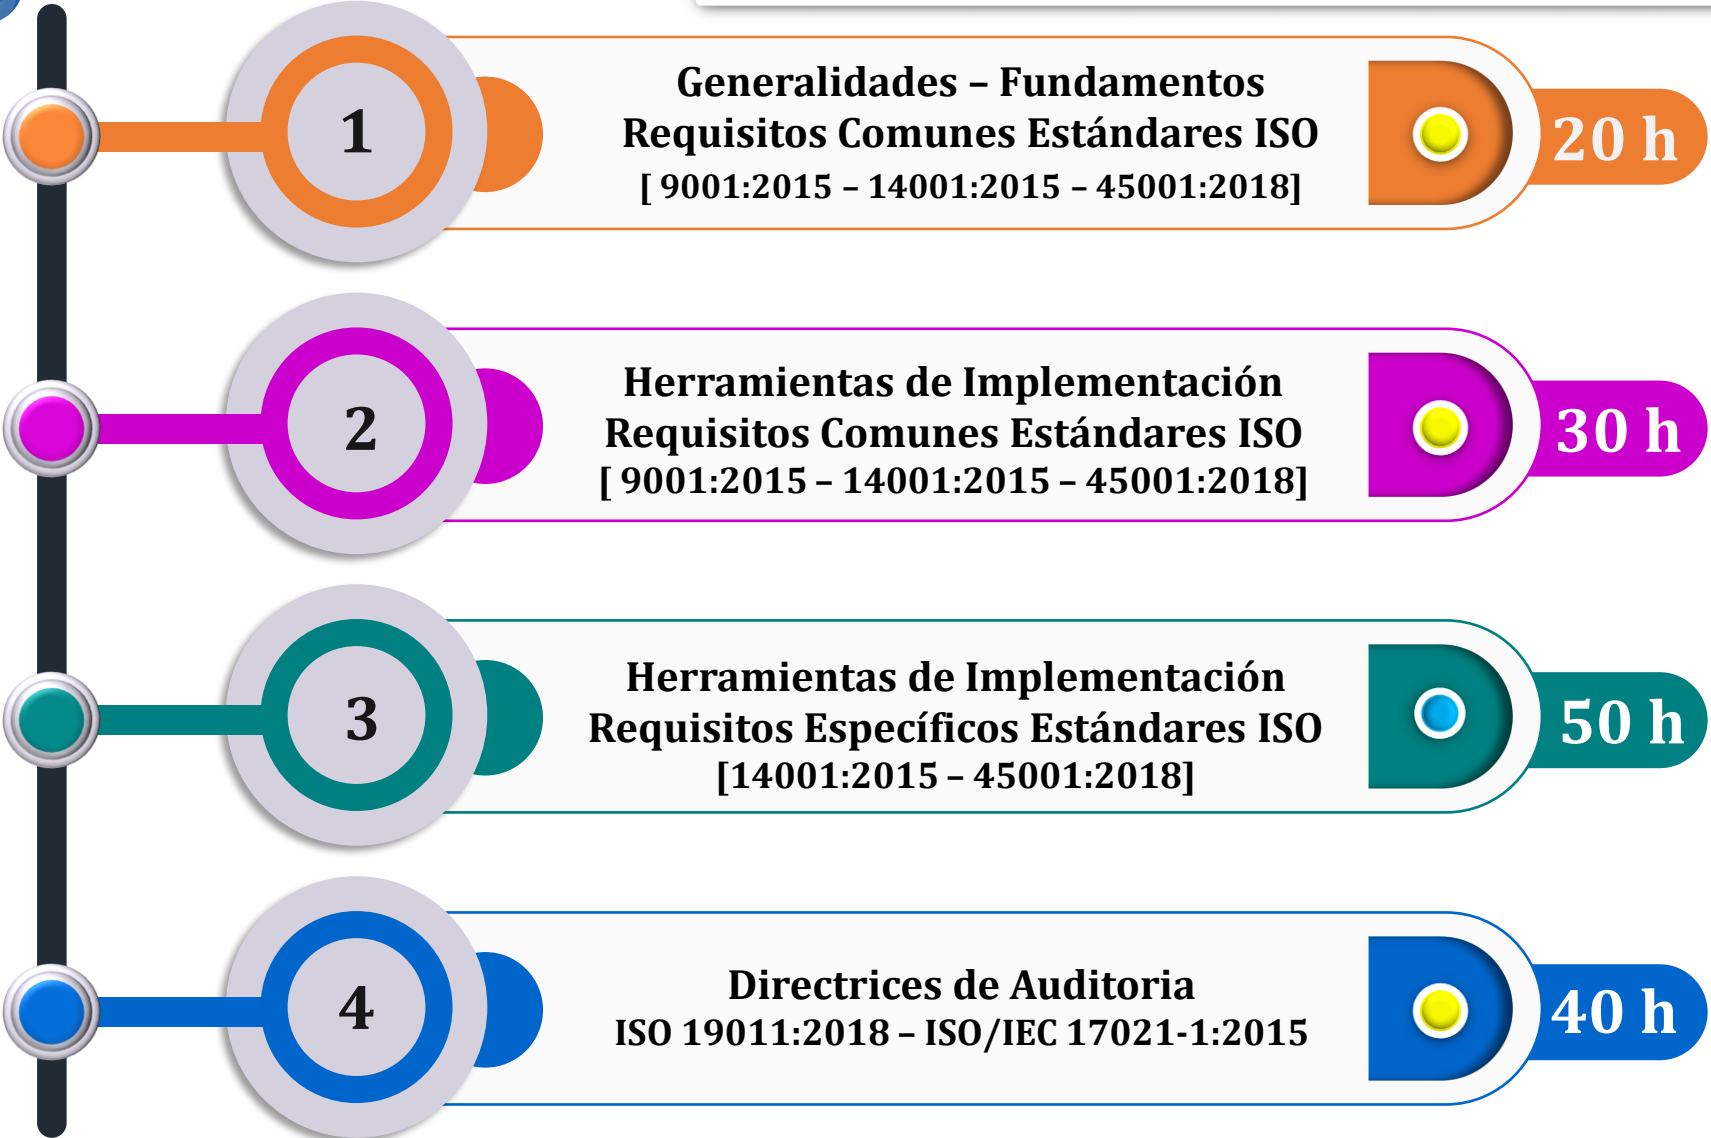 1
Generalidades – Fundamentos
Requisitos Comunes Estándares ISO
[ 9001:2015 – 14001:2015 – 45001:2018]
20 h
2
Herramientas de Implementación
Requisitos Comunes Estándares ISO
[ 9001:2015 – 14001:2015 – 45001:2018]
30 h
3
Herramientas de Implementación
Requisitos Específicos Estándares ISO
[14001:2015 – 45001:2018]
50 h
4
Directrices de Auditoria
ISO 19011:2018 – ISO/IEC 17021-1:2015
40 h